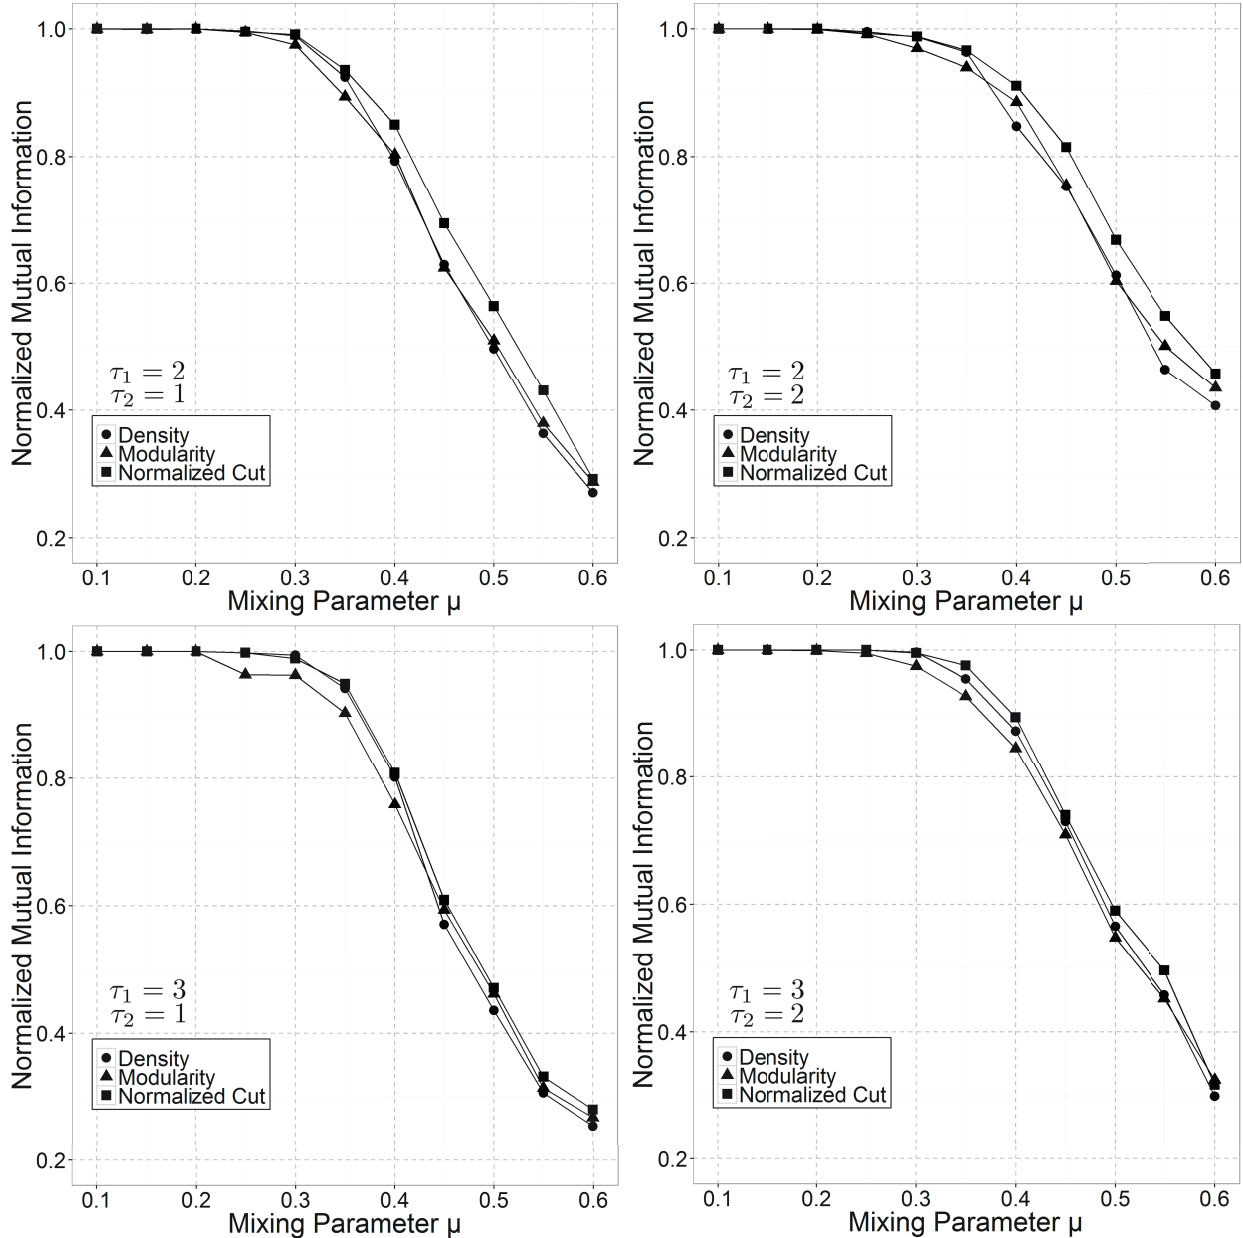 1.0
0.8
0.6
0.4
0.2
Normalized Mutual Information
τ1 = 2
τ2 = 1
Density
Modularity
Normalized Cut
0.1 0.2 0.3 0.4 0.5 0.6
Mixing Parameter µ
1.0
0.8
0.6
0.4
0.2
Normalized Mutual Information
τ1 = 2
τ2 = 2
Density
Modularity
Normalized Cut
0.1 0.2 0.3 0.4 0.5 0.6
Mixing Parameter µ
1.0
0.8
0.6
0.4
0.2
Normalized Mutual Information
τ1 = 3
τ2 = 1
Density
Modularity
Normalized Cut
0.1 0.2 0.3 0.4 0.5 0.6
Mixing Parameter µ
1.0
0.8
0.6
0.4
0.2
Normalized Mutual Information
τ1 = 3
τ2 = 2
Density
Modularity
Normalized Cut
0.1 0.2 0.3 0.4 0.5 0.6
Mixing Parameter µ